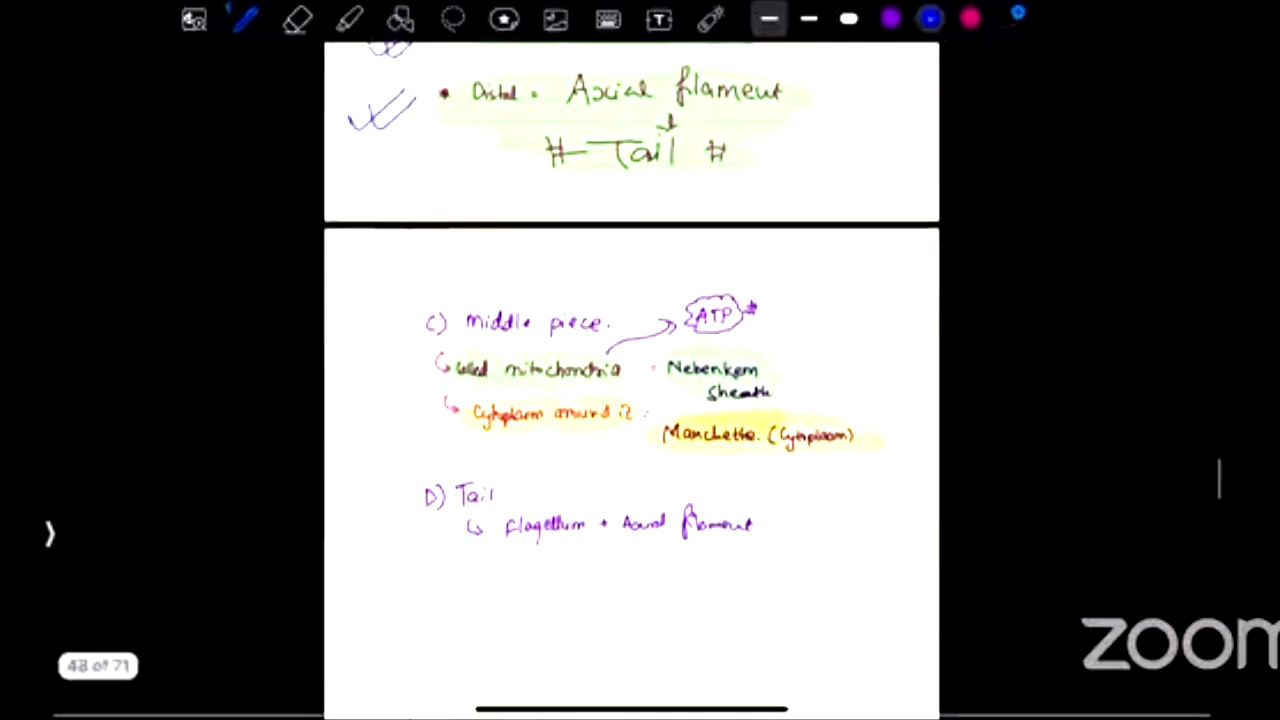 • Distal • Axial filament
↓
# Tail #
C) Middle piece.
ATP *
↳ coiled mitochondria • Nebenkern
Sheath
↳ Cytoplasm around it •
Manchette. (Cytoplasm)
D) Tail
↳ flagellum + Axial filament
48 of 71
zoom